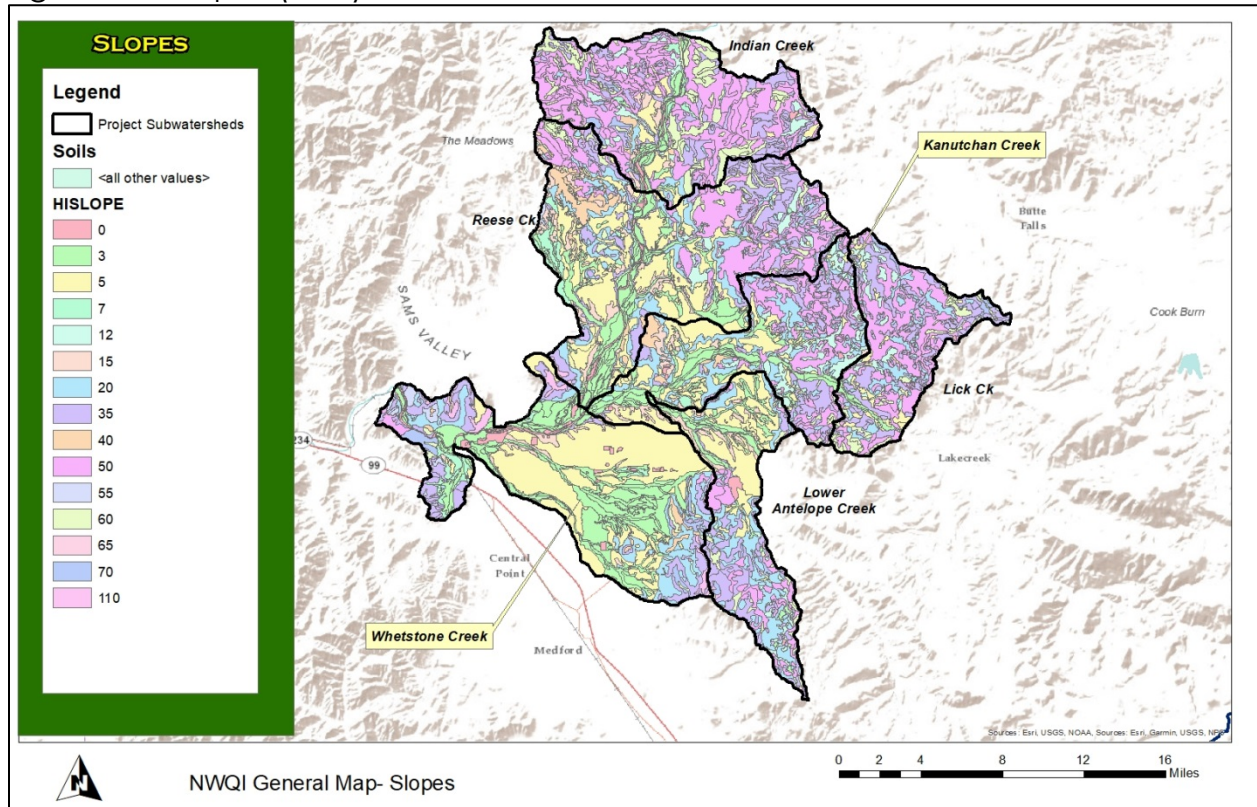 SLOPES
Legend
Project Subwatersheds
Soils
<all other values>
HISLOPE
0
3
5
7
12
15
20
35
40
50
55
60
65
70
110
Indian Creek
The Meadows
Kanutchan Creek
Reese Ck
Butte
Falls
SAMS VALLEY
Cook Burn
Lick Ck
234
99
Lakecreek
Lower
Antelope Creek
Central
Point
Whetstone Creek
Medford
Sources: Esri, USGS, NOAA, Sources: Esri, Garmin, USGS, NPS
N
NWQI General Map- Slopes
0 2 4 8 12 16
Miles